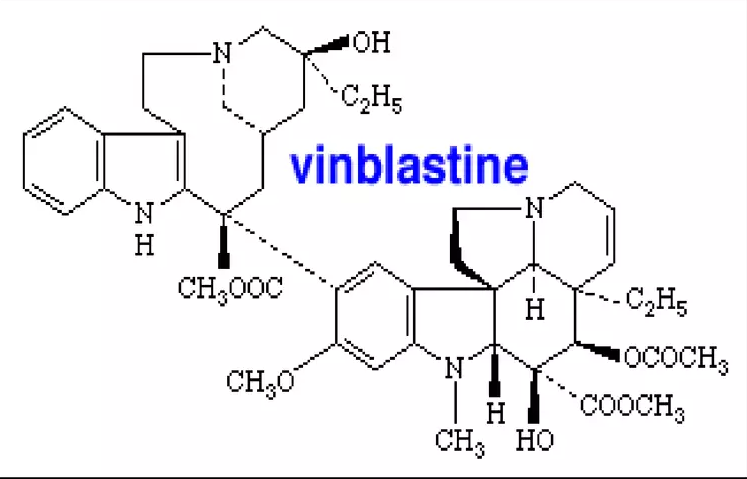 N
OH
C₂H₅
vinblastine
N
H
CH₃OOC
N
H
C₂H₅
OCOCH₃
CH₃O
N
H
COOCH₃
CH₃
HO